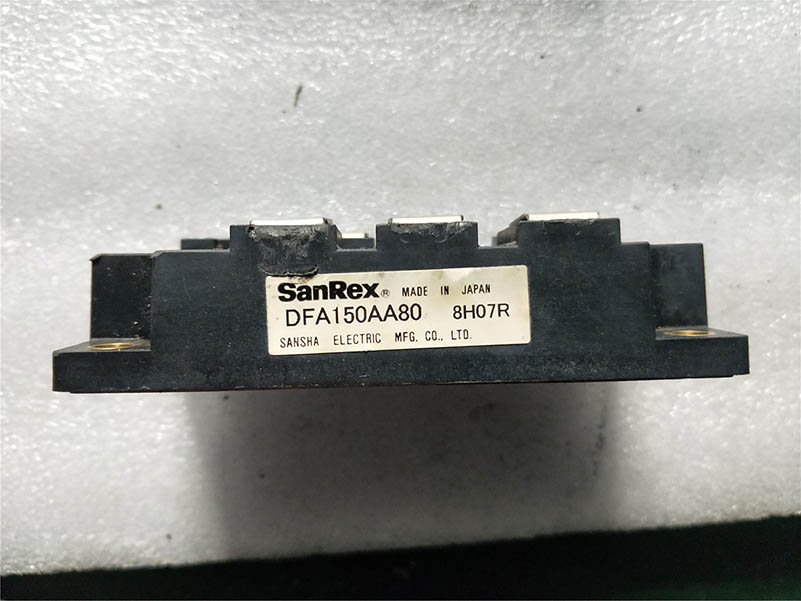 SanRex® MADE IN JAPAN
DFA150AA80 8H07R
SANSHA ELECTRIC MFG. CO., LTD.